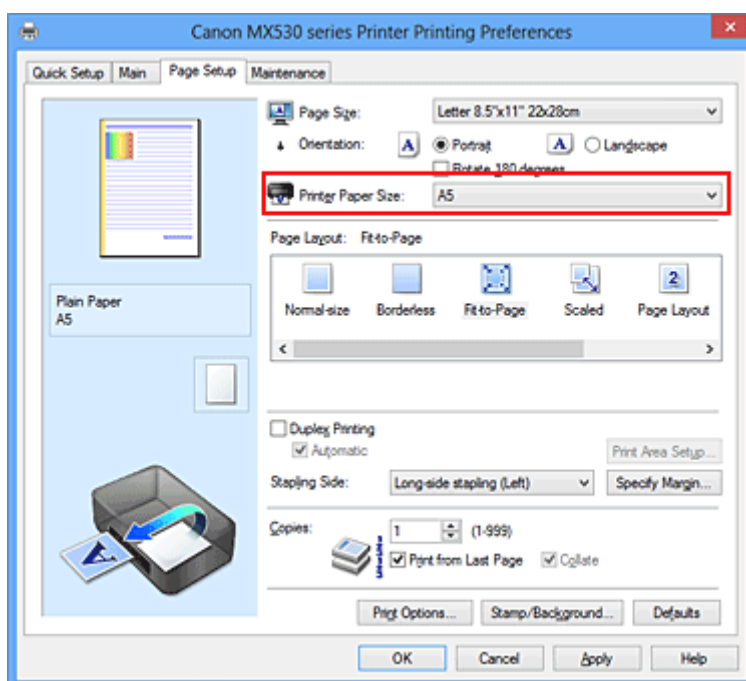 Canon MX530 series Printer Printing Preferences
Quick Setup Main Page Setup Maintenance
Page Size: Letter 8.5"x11" 22x28cm
Orientation: A Portrait A Landscape
Rotate 180 degrees
Printer Paper Size: A5
Page Layout: Fit-to-Page
Normal-size Borderless Fit-to-Page Scaled Page Layout
Plain Paper
A5
Duplex Printing
Automatic
Print Area Setup...
Stapling Side: Long-side stapling (Left) Specify Margin...
Copies: 1 (1-999)
Print from Last Page Collate
Print Options... Stamp/Background... Defaults
OK Cancel Apply Help